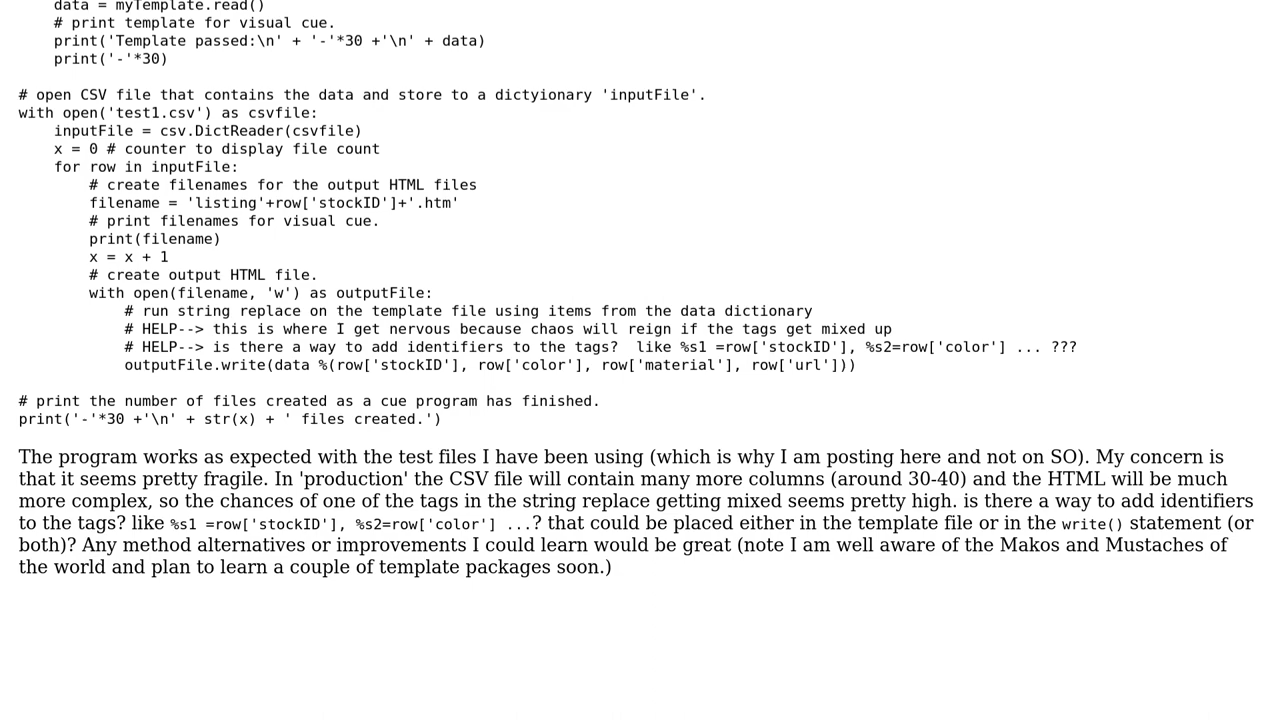 data = myTemplate.read()
# print template for visual cue.
print('Template passed:\n' + '-'*30 +'\n' + data)
print('-'*30)
# open CSV file that contains the data and store to a dictyionary 'inputFile'.
with open('test1.csv') as csvfile:
inputFile = csv.DictReader(csvfile)
x = 0 # counter to display file count
for row in inputFile:
# create filenames for the output HTML files
filename = 'listing'+row['stockID']+'.htm'
# print filenames for visual cue.
print(filename)
x = x + 1
# create output HTML file.
with open(filename, 'w') as outputFile:
# run string replace on the template file using items from the data dictionary
# HELP--> this is where I get nervous because chaos will reign if the tags get mixed up
# HELP--> is there a way to add identifiers to the tags?  like %s1 =row['stockID'], %s2=row['color'] ... ???
outputFile.write(data %(row['stockID'], row['color'], row['material'], row['url']))
# print the number of files created as a cue program has finished.
print('-'*30 +'\n' + str(x) + ' files created.')
The program works as expected with the test files I have been using (which is why I am posting here and not on SO). My concern is
that it seems pretty fragile. In 'production' the CSV file will contain many more columns (around 30-40) and the HTML will be much
more complex, so the chances of one of the tags in the string replace getting mixed seems pretty high. is there a way to add identifiers
to the tags? like %s1 =row['stockID'], %s2=row['color'] ...? that could be placed either in the template file or in the write() statement (or
both)? Any method alternatives or improvements I could learn would be great (note I am well aware of the Makos and Mustaches of
the world and plan to learn a couple of template packages soon.)